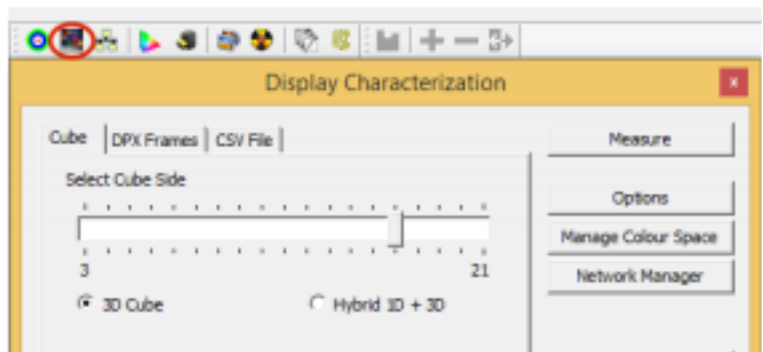 Display Characterization
x
Cube DPX Frames CSV File
Measure
Select Cube Side
Options
Manage Colour Space
3 21
Network Manager
3D Cube Hybrid 1D + 3D